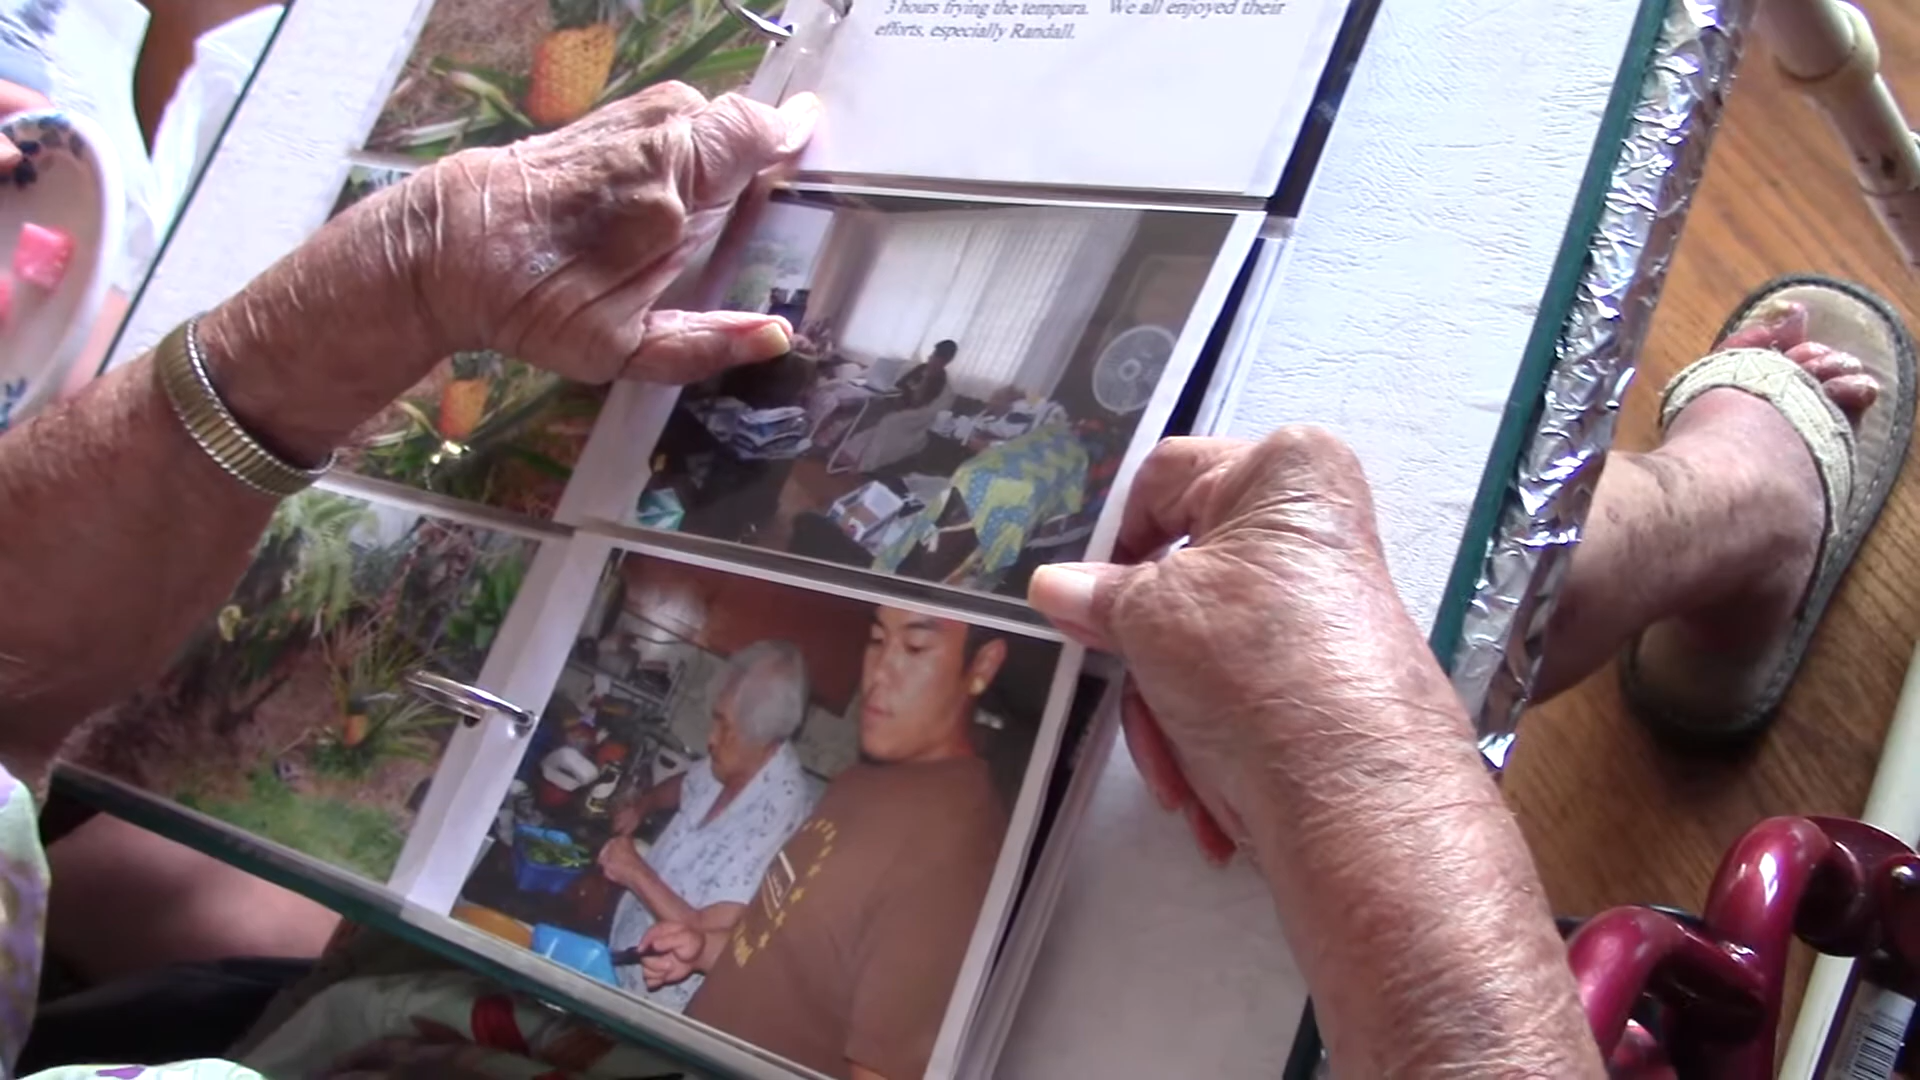 3 hours frying the tempura. We all enjoyed their
efforts, especially Randall.